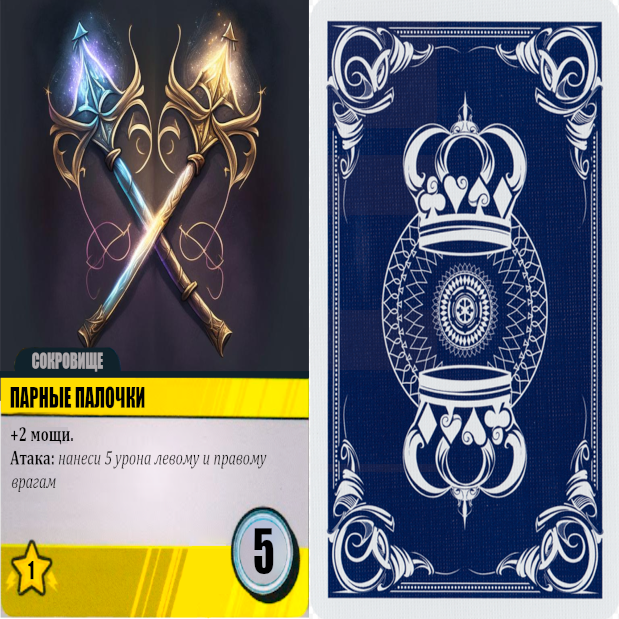 СОКРОВИЩЕ
ПАРНЫЕ ПАЛОЧКИ
+2 мощи.
Атака: нанеси 5 урона левому и правому
врагам
1
5